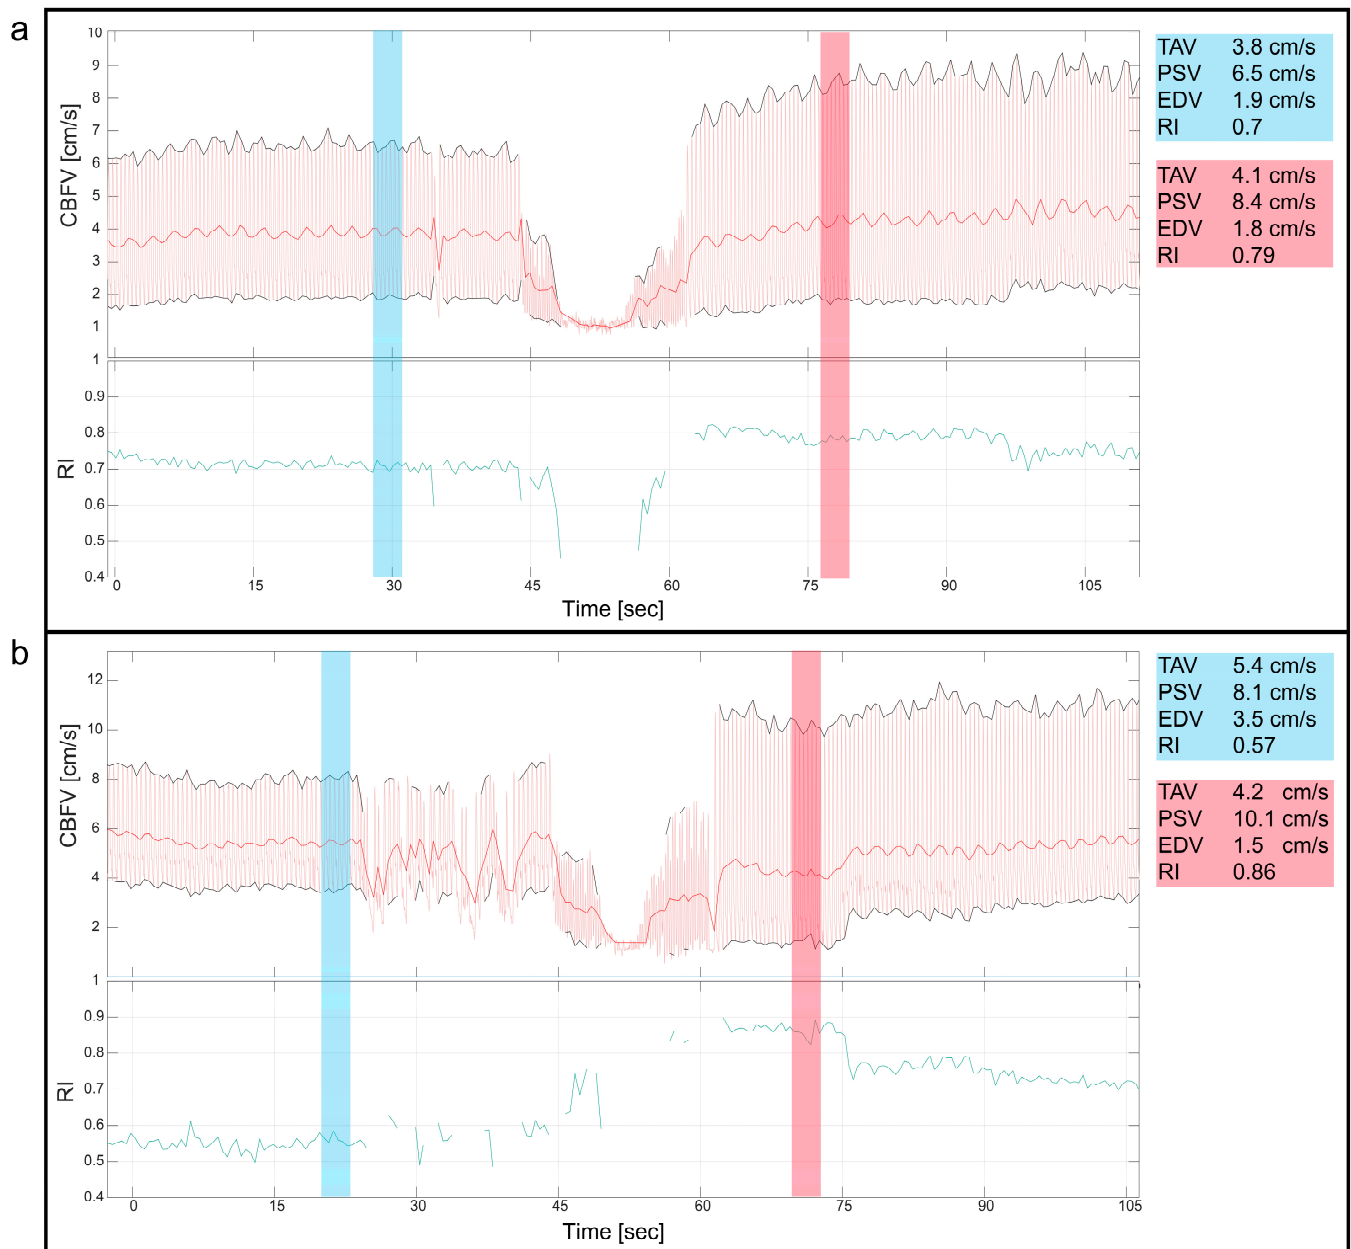 a
10
9
8
7
6
5
4
3
2
1
CBFV [cm/s]
TAV 3.8 cm/s
PSV 6.5 cm/s
EDV 1.9 cm/s
RI 0.7
TAV 4.1 cm/s
PSV 8.4 cm/s
EDV 1.8 cm/s
RI 0.79
1
0.9
0.8
0.7
0.6
0.5
0.4
RI
0 15 30 45 60 75 90 105
Time [sec]
b
12
10
8
6
4
2
CBFV [cm/s]
TAV 5.4 cm/s
PSV 8.1 cm/s
EDV 3.5 cm/s
RI 0.57
TAV 4.2 cm/s
PSV 10.1 cm/s
EDV 1.5 cm/s
RI 0.86
1
0.9
0.8
0.7
0.6
0.5
0.4
RI
0 15 30 45 60 75 90 105
Time [sec]